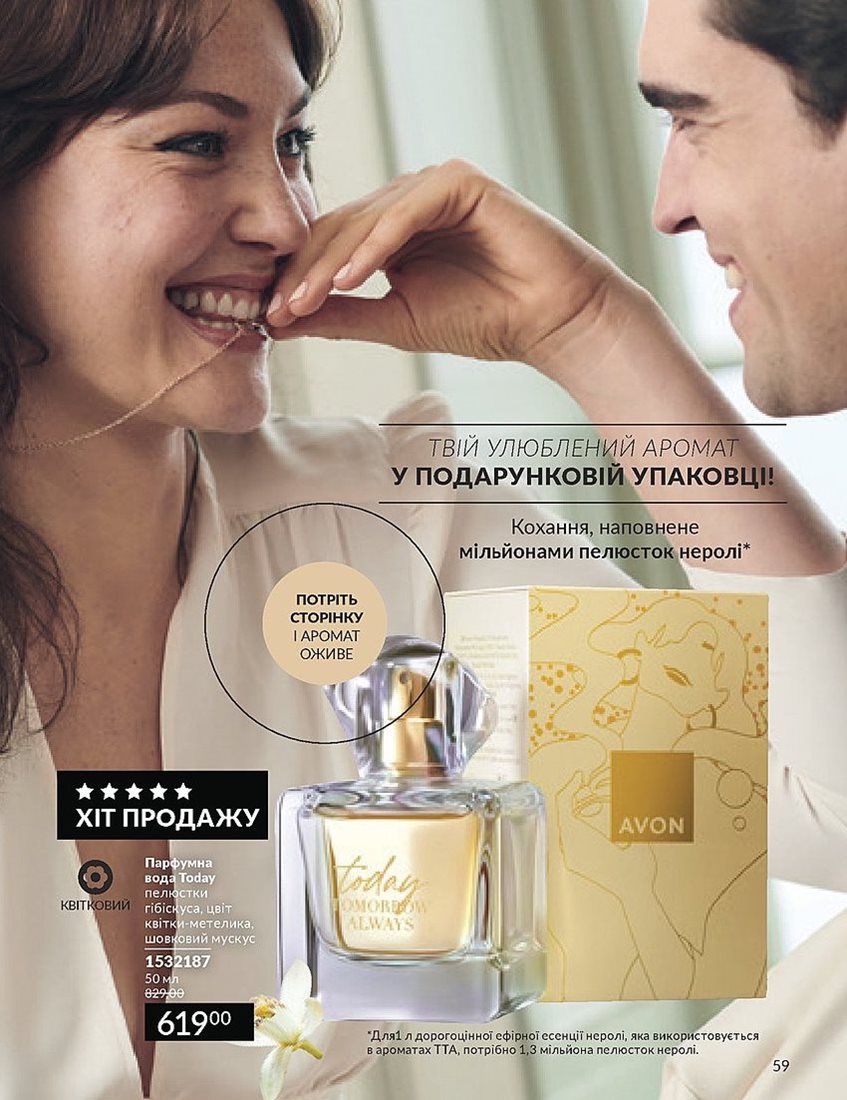 ТВІЙ УЛЮБЛЕНИЙ АРОМАТ
У ПОДАРУНКОВІЙ УПАКОВЦІ!
Кохання, наповнене
мільйонами пелюсток неролі*
ПОТРІТЬ
СТОРІНКУ
І АРОМАТ
ОЖИВЕ
AVON
today
TOMORROW
ALWAYS
ХІТ ПРОДАЖУ
КВІТКОВИЙ
Парфумна
вода Today
пелюстки
гібіскуса, цвіт
квітки-метелика,
шовковий мускус
1532187
50 мл
829,00
619⁰⁰
*Для1 л дорогоцінної ефірної есенції неролі, яка використовується
в ароматах ТТА, потрібно 1,3 мільйона пелюсток неролі.
59